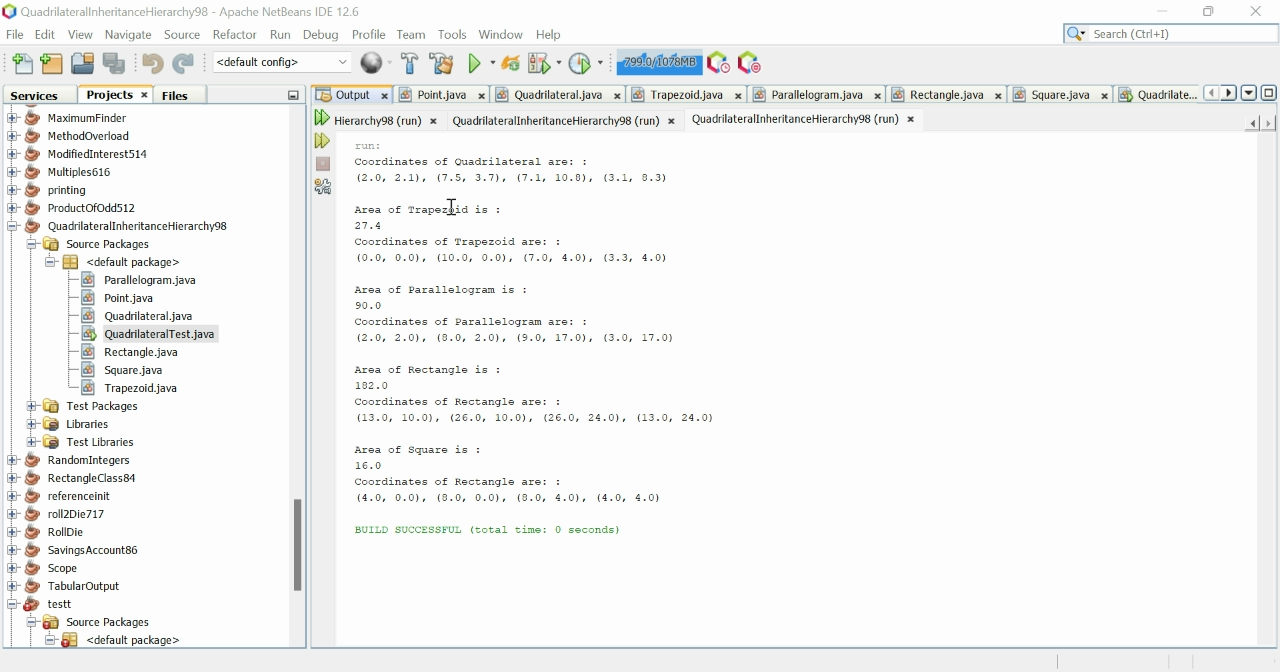 QuadrilateralInheritanceHierarchy98 - Apache NetBeans IDE 12.6
File Edit View Navigate Source Refactor Run Debug Profile Team Tools Window Help
Search (Ctrl+I)
<default config>
799.0/1078MB
Services Projects Files
Output Point.java Quadrilateral.java Trapezoid.java Parallelogram.java Rectangle.java Square.java Quadrilate...
Hierarchy98 (run) QuadrilateralInheritanceHierarchy98 (run) QuadrilateralInheritanceHierarchy98 (run)
MaximumFinder
MethodOverload
ModifiedInterest514
Multiples616
printing
ProductOfOdd512
QuadrilateralInheritanceHierarchy98
Source Packages
<default package>
Parallelogram.java
Point.java
Quadrilateral.java
QuadrilateralTest.java
Rectangle.java
Square.java
Trapezoid.java
Test Packages
Libraries
Test Libraries
RandomIntegers
RectangleClass84
referenceinit
roll2Die717
RollDie
SavingsAccount86
Scope
TabularOutput
testt
Source Packages
<default package>
run:
Coordinates of Quadrilateral are: :
(2.0, 2.1), (7.5, 3.7), (7.1, 10.8), (3.1, 8.3)
Area of Trapezoid is :
27.4
Coordinates of Trapezoid are: :
(0.0, 0.0), (10.0, 0.0), (7.0, 4.0), (3.3, 4.0)
Area of Parallelogram is :
90.0
Coordinates of Parallelogram are: :
(2.0, 2.0), (8.0, 2.0), (9.0, 17.0), (3.0, 17.0)
Area of Rectangle is :
182.0
Coordinates of Rectangle are: :
(13.0, 10.0), (26.0, 10.0), (26.0, 24.0), (13.0, 24.0)
Area of Square is :
16.0
Coordinates of Rectangle are: :
(4.0, 0.0), (8.0, 0.0), (8.0, 4.0), (4.0, 4.0)
BUILD SUCCESSFUL (total time: 0 seconds)